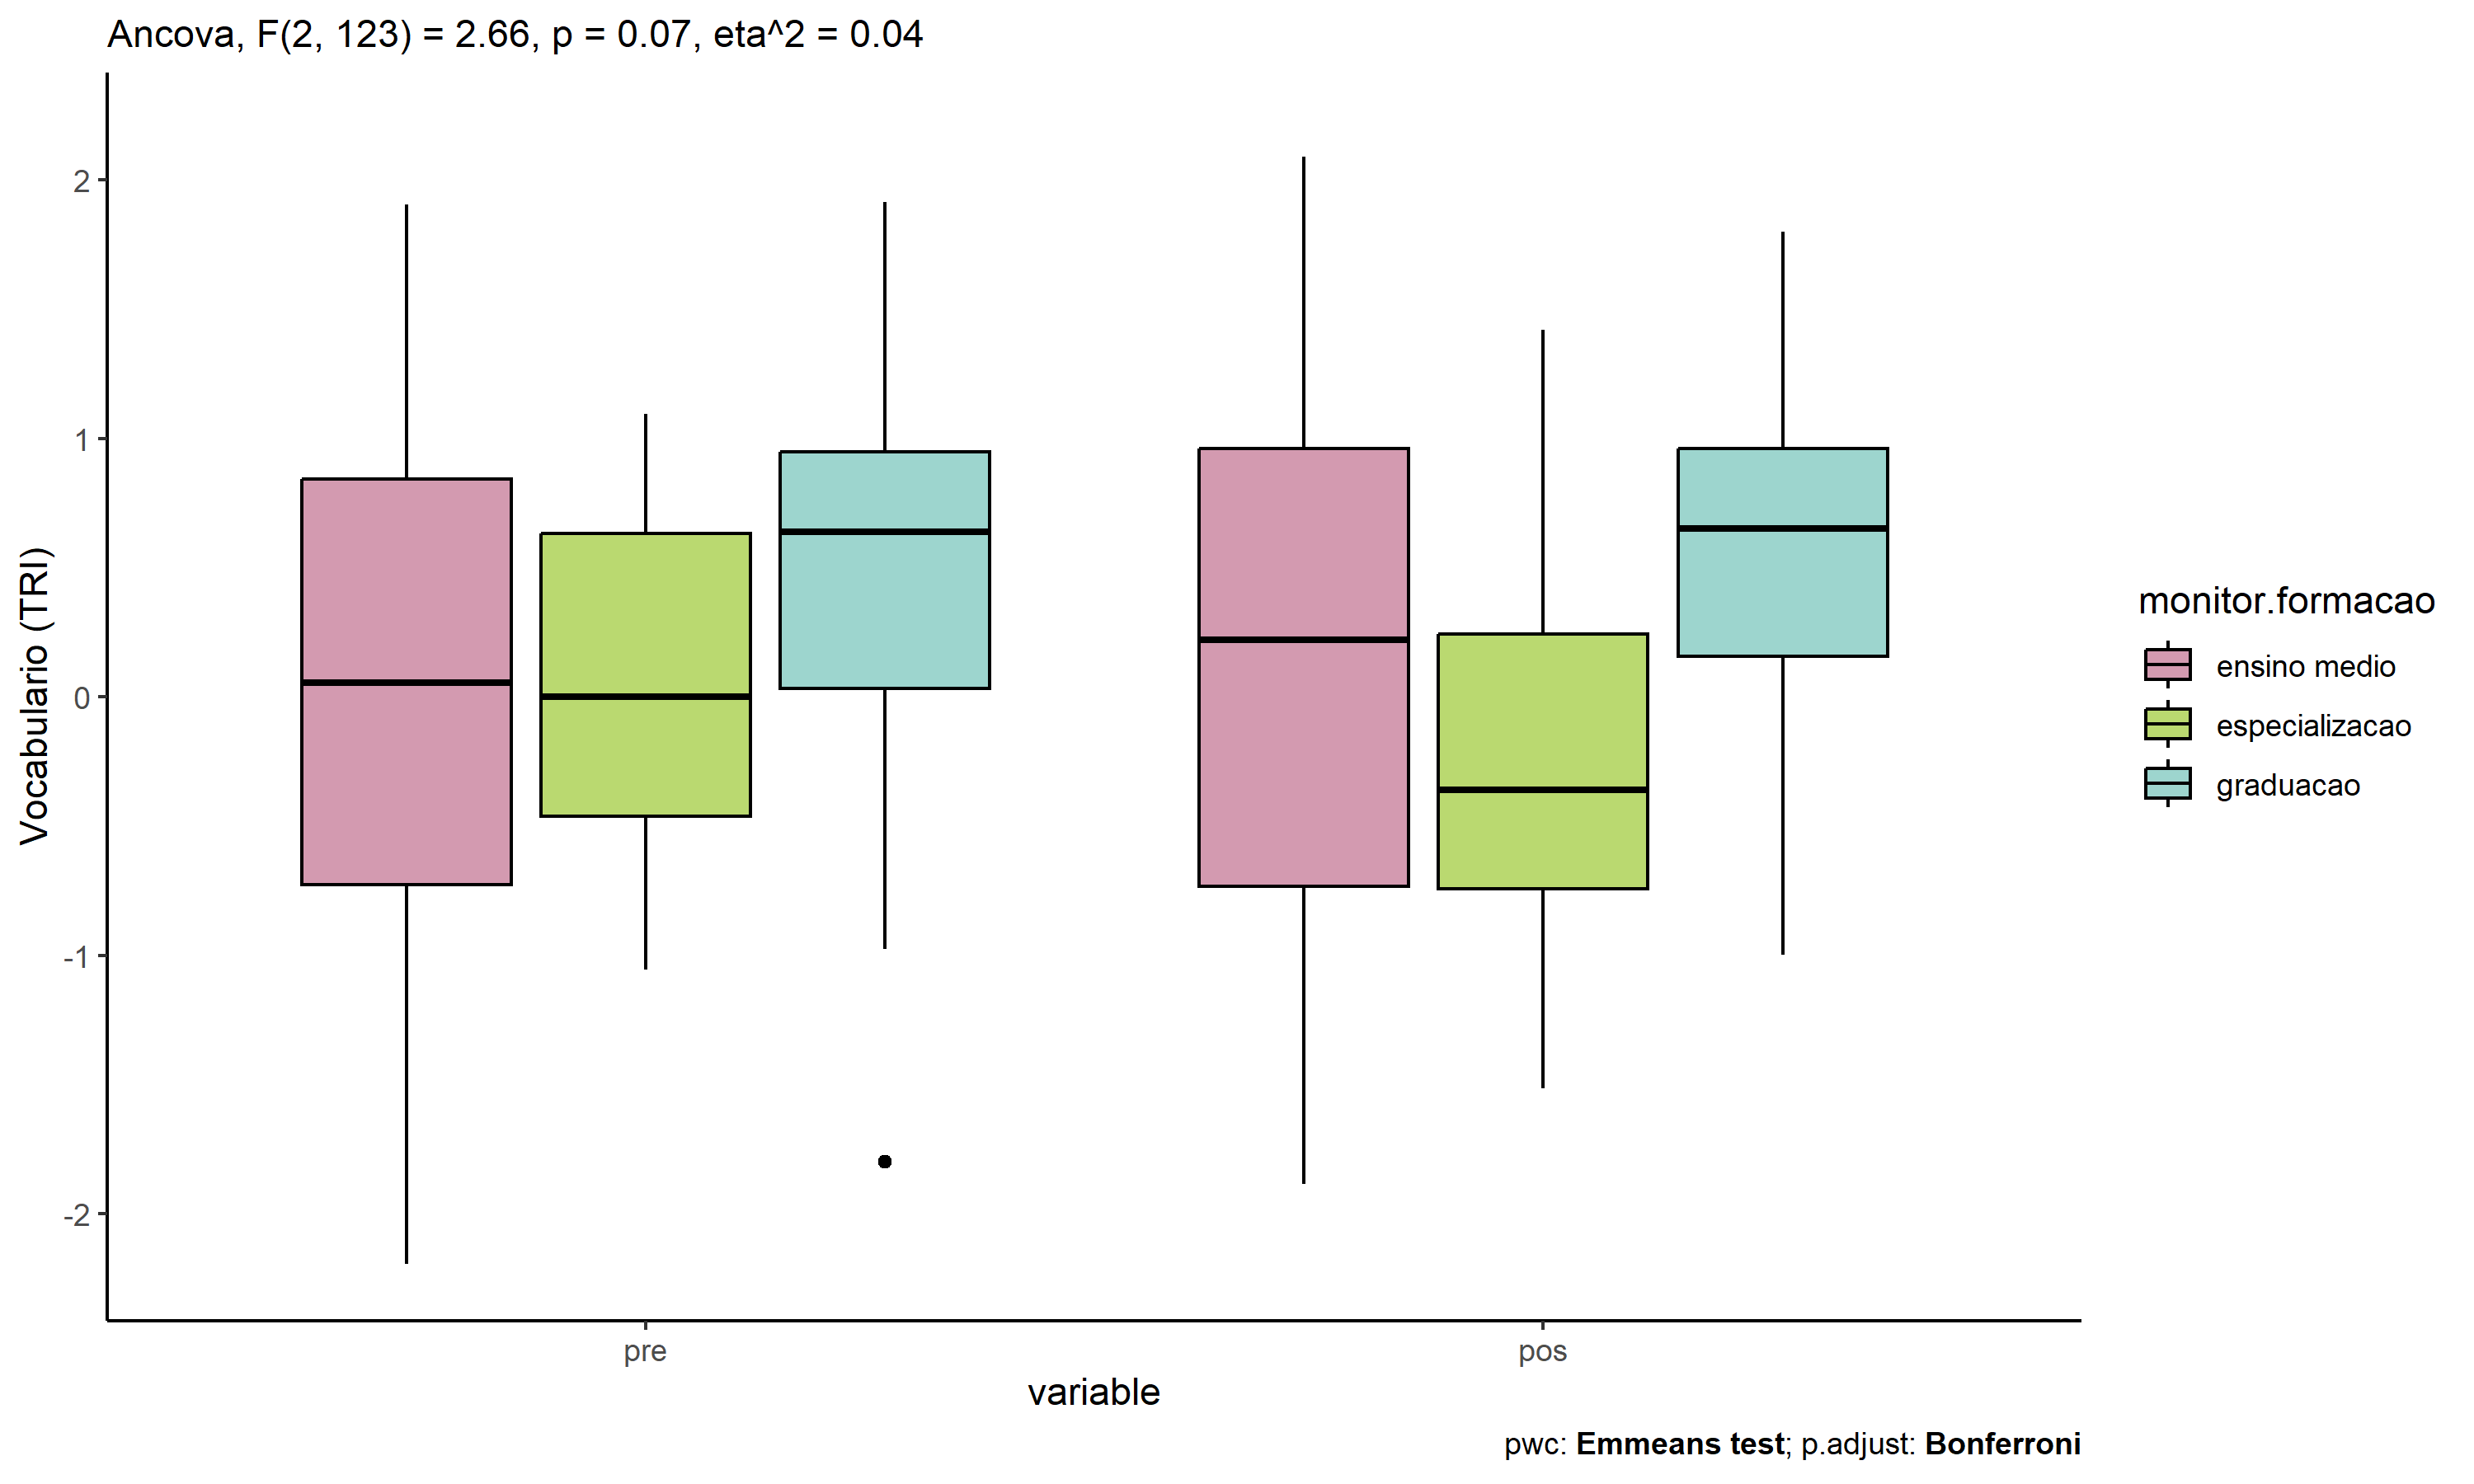 Ancova, F(2, 123) = 2.66, p = 0.07, eta^2 = 0.04
Vocabulario (TRI)
2
1
0
-1
-2
pre
pos
variable
monitor.formacao
ensino medio
especializacao
graduacao
pwc: Emmeans test; p.adjust: Bonferroni